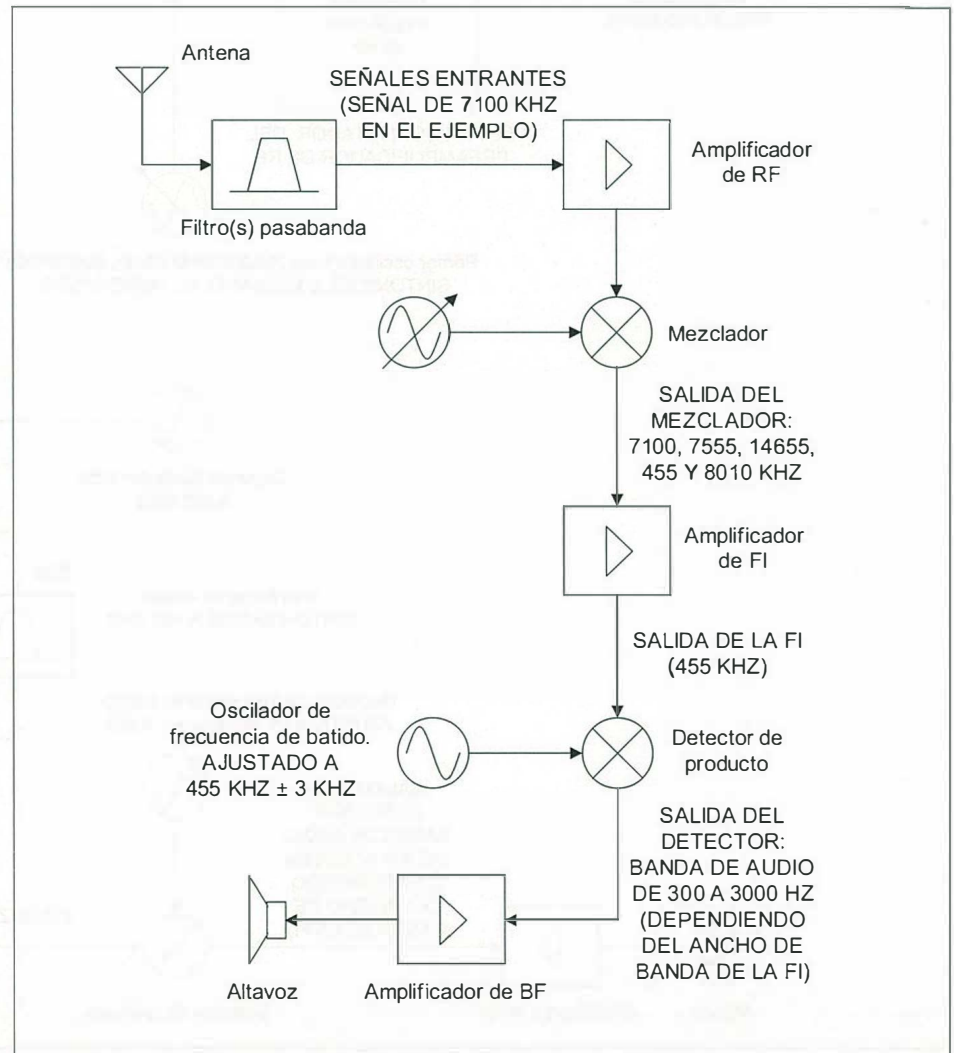 Antena
SEÑALES ENTRANTES
(SEÑAL DE 7100 KHZ
EN EL EJEMPLO)
Amplificador
de RF
Filtro(s) pasabanda
Mezclador
SALIDA DEL
MEZCLADOR:
7100, 7555, 14655,
455 Y 8010 KHZ
Amplificador
de FI
SALIDA DE LA FI
(455 KHZ)
Oscilador de
frecuencia de batido.
AJUSTADO A
455 KHZ ± 3 KHZ
Detector de
producto
SALIDA DEL
DETECTOR:
BANDA DE AUDIO
DE 300 A 3000 HZ
(DEPENDIENDO
DEL ANCHO DE
BANDA DE LA FI)
Altavoz
Amplificador de BF